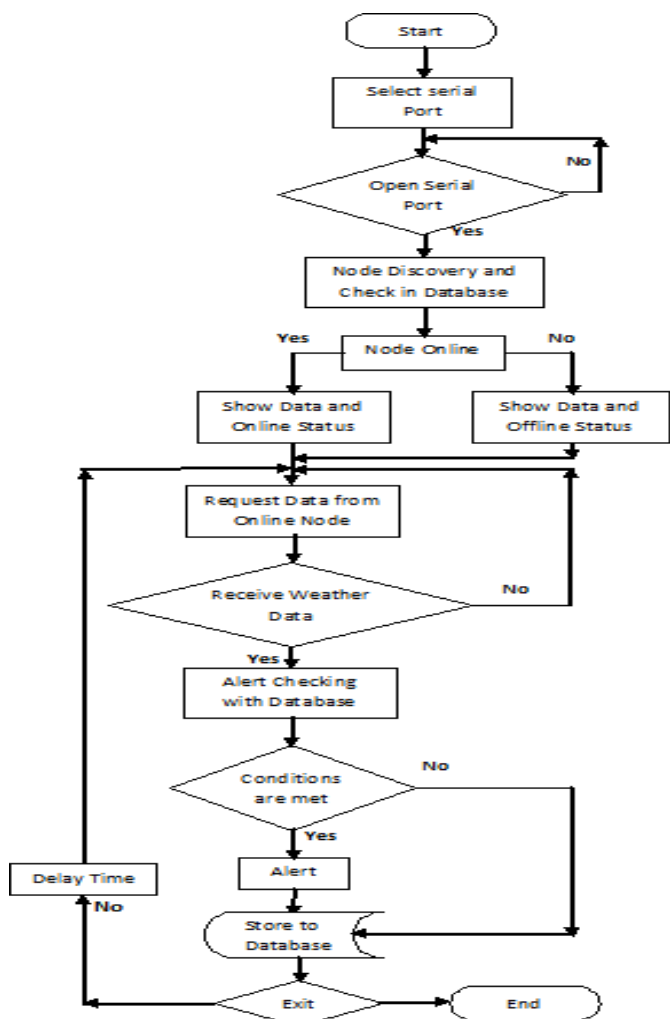 Start
Select serial
Port
No
Open Serial
Port
Yes
Node Discovery and
Check in Database
Yes
Node Online
No
Show Data and
Online Status
Show Data and
Offline Status
Request Data from
Online Node
Receive Weather
Data
No
Yes
Alert Checking
with Database
Conditions
are met
No
Yes
Alert
Delay Time
No
Store to
Database
Exit
End